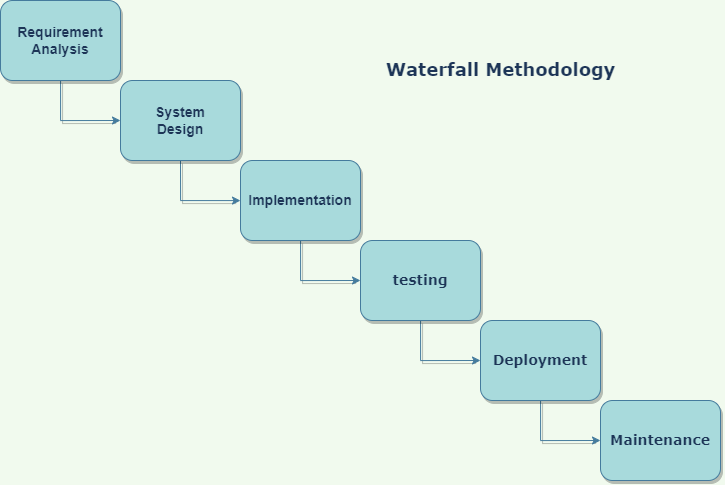 Requirement
Analysis
Waterfall Methodology
System
Design
Implementation
testing
Deployment
Maintenance